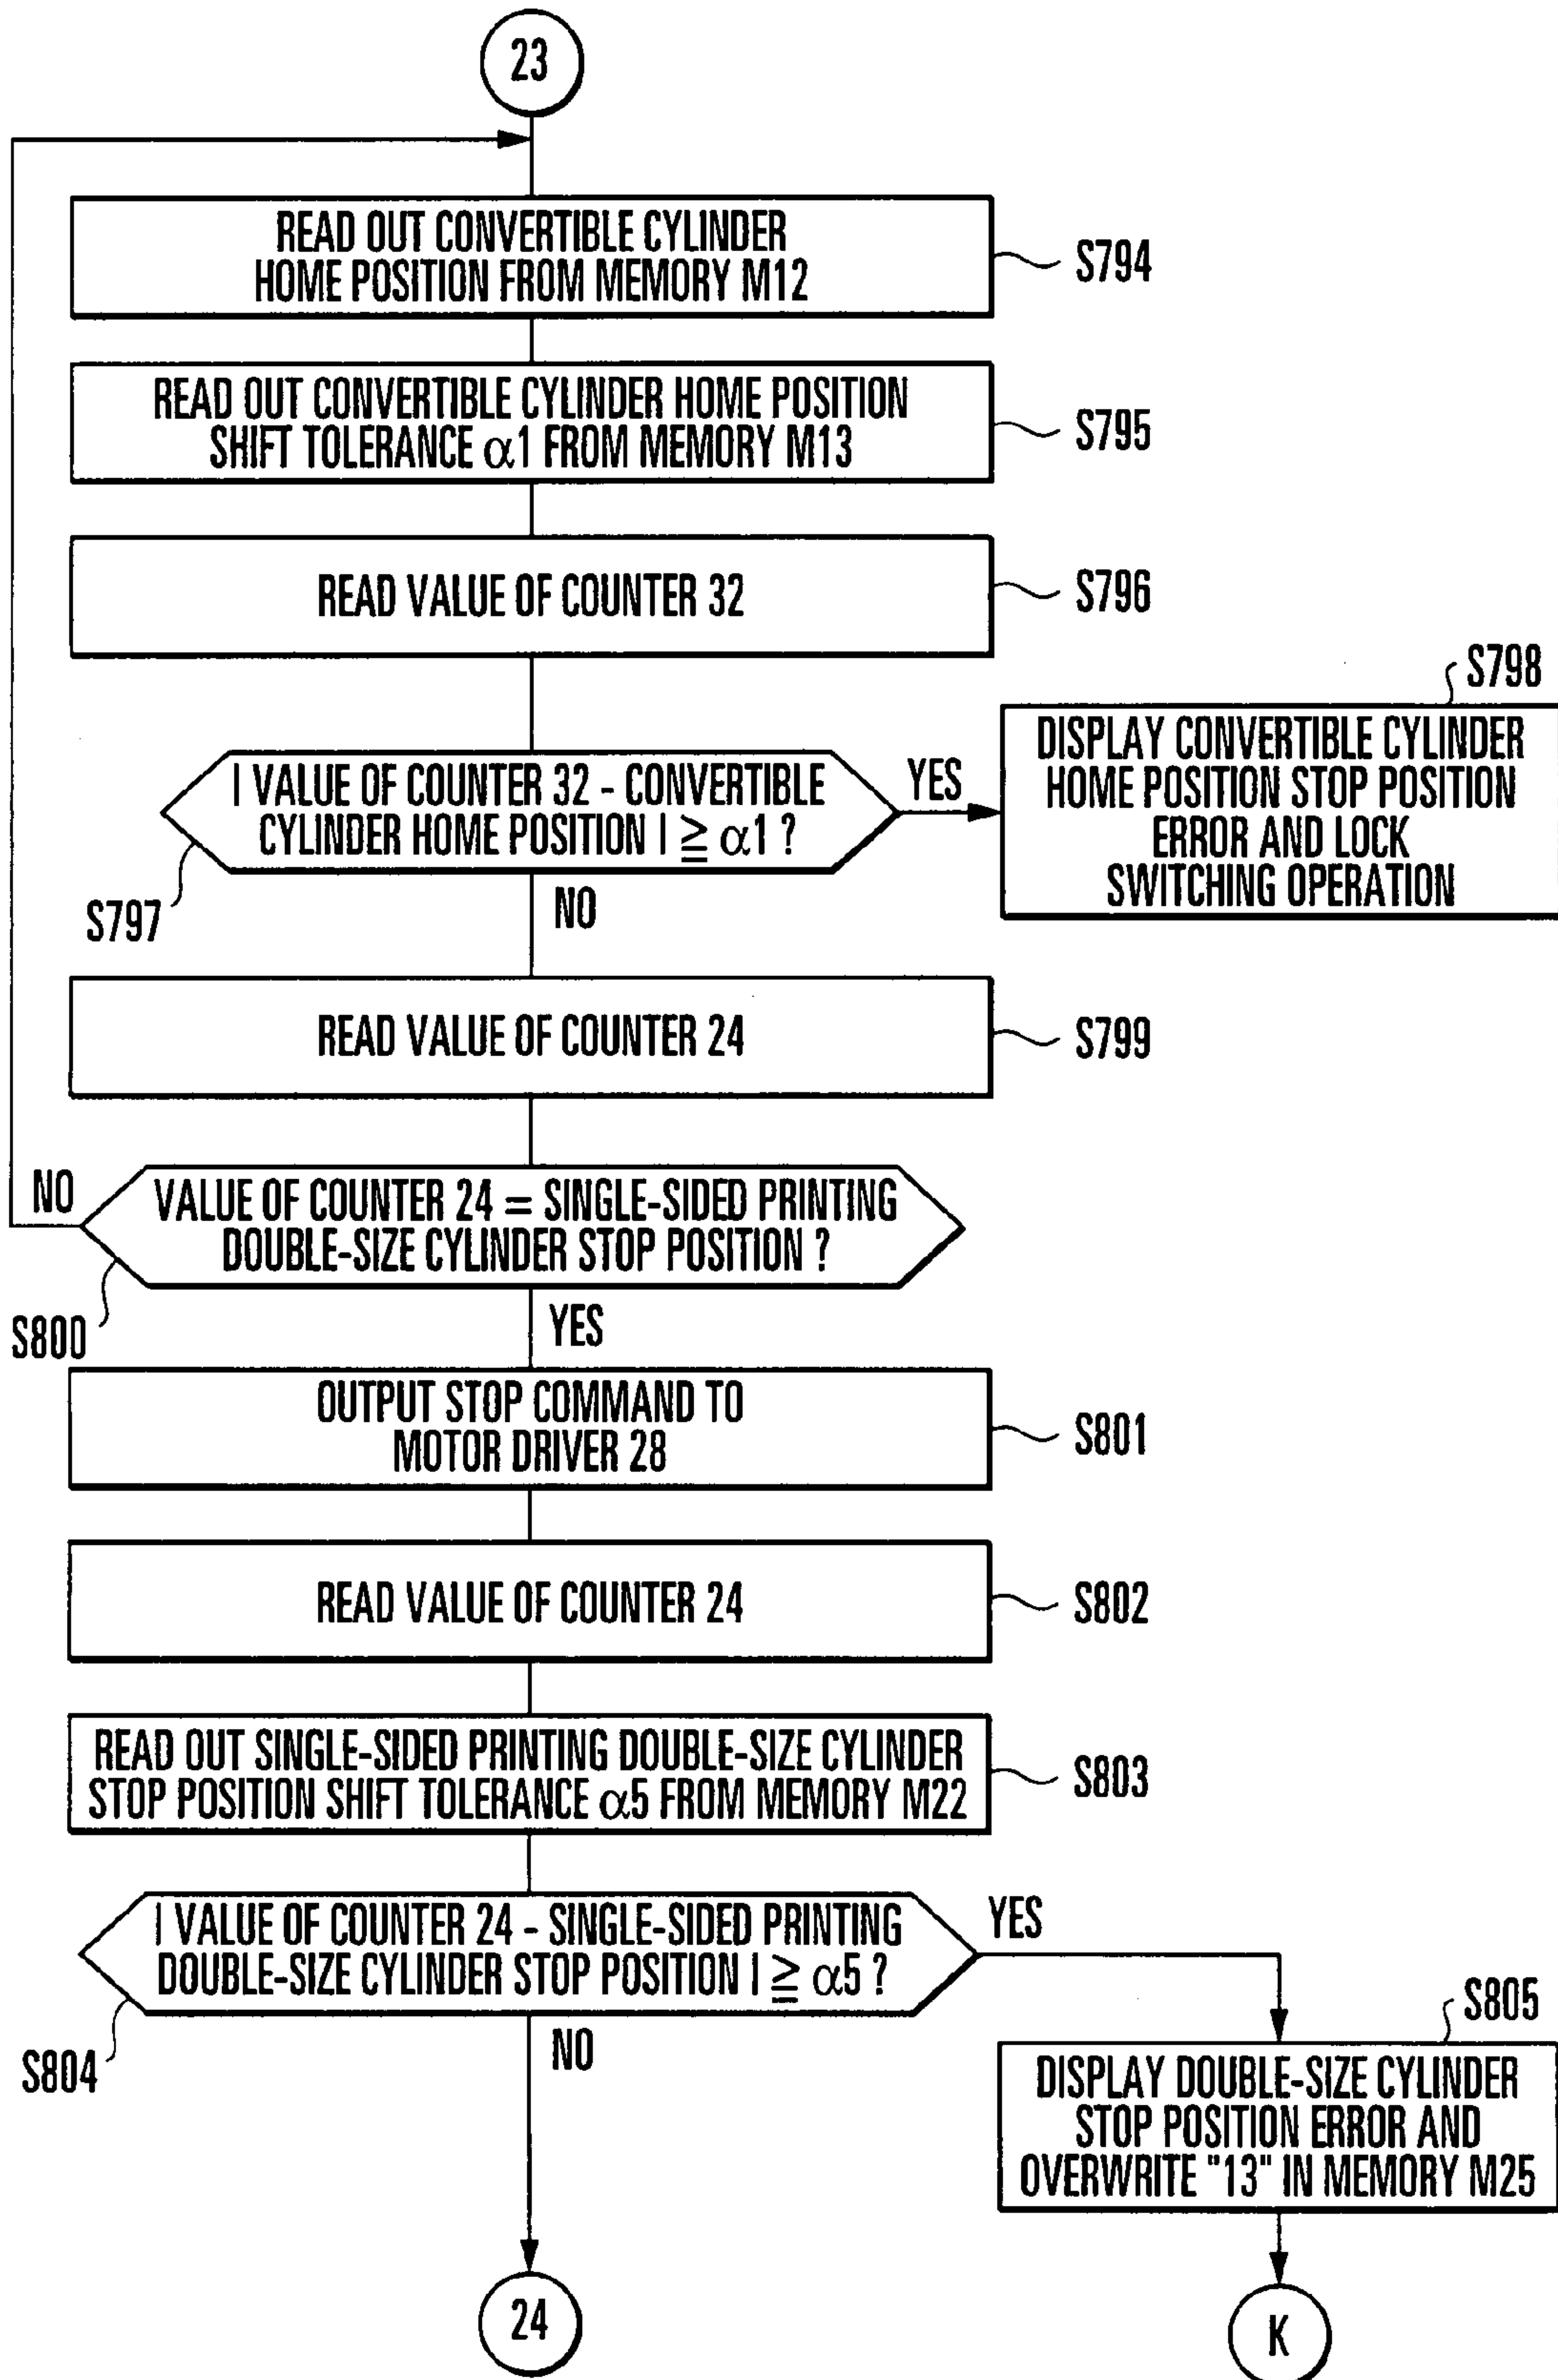 23
READ OUT CONVERTIBLE CYLINDER
HOME POSITION FROM MEMORY M12
S794
READ OUT CONVERTIBLE CYLINDER HOME POSITION
SHIFT TOLERANCE α1 FROM MEMORY M13
S795
READ VALUE OF COUNTER 32
S796
S798
DISPLAY CONVERTIBLE CYLINDER
HOME POSITION STOP POSITION
ERROR AND LOCK
SWITCHING OPERATION
| VALUE OF COUNTER 32 - CONVERTIBLE
CYLINDER HOME POSITION | ≧ α1 ?
YES
S797
NO
READ VALUE OF COUNTER 24
S799
NO
VALUE OF COUNTER 24 = SINGLE-SIDED PRINTING
DOUBLE-SIZE CYLINDER STOP POSITION ?
S800
YES
OUTPUT STOP COMMAND TO
MOTOR DRIVER 28
S801
READ VALUE OF COUNTER 24
S802
READ OUT SINGLE-SIDED PRINTING DOUBLE-SIZE CYLINDER
STOP POSITION SHIFT TOLERANCE α5 FROM MEMORY M22
S803
| VALUE OF COUNTER 24 - SINGLE-SIDED PRINTING
DOUBLE-SIZE CYLINDER STOP POSITION | ≧ α5 ?
YES
S804
NO
S805
DISPLAY DOUBLE-SIZE CYLINDER
STOP POSITION ERROR AND
OVERWRITE "13" IN MEMORY M25
24
K